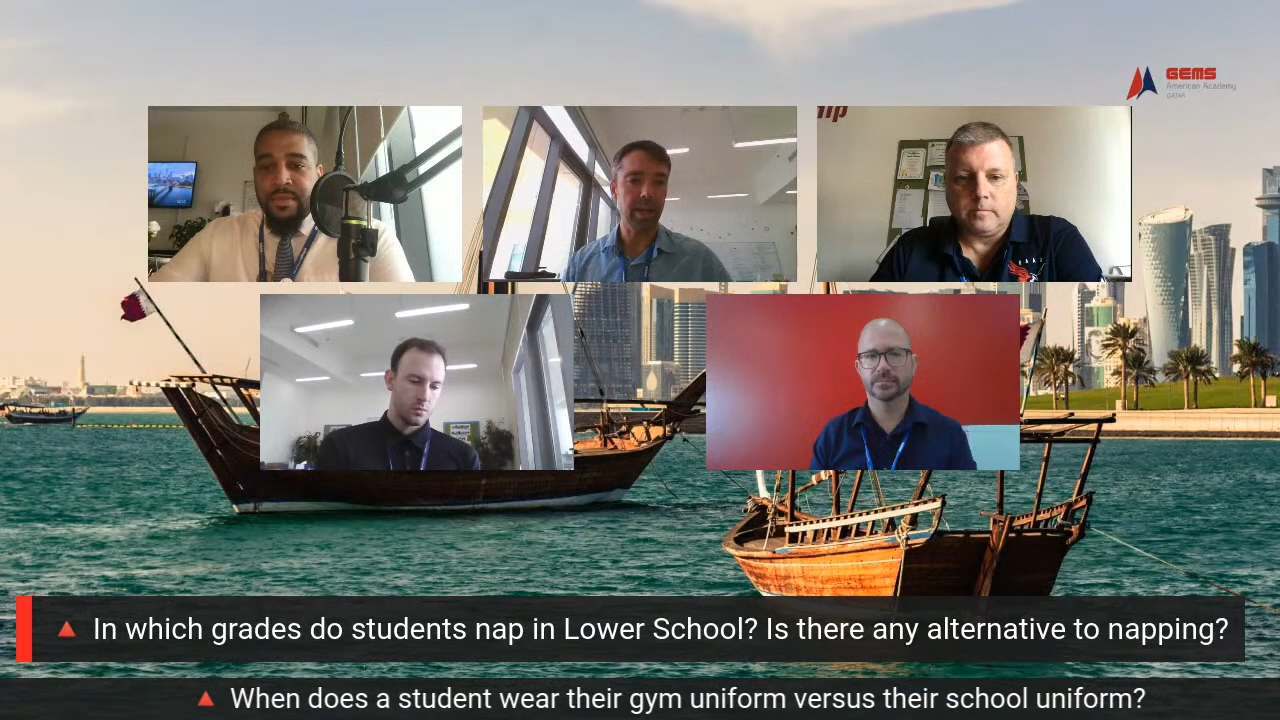 GEMS
American Academy
QATAR
In which grades do students nap in Lower School? Is there any alternative to napping?
When does a student wear their gym uniform versus their school uniform?